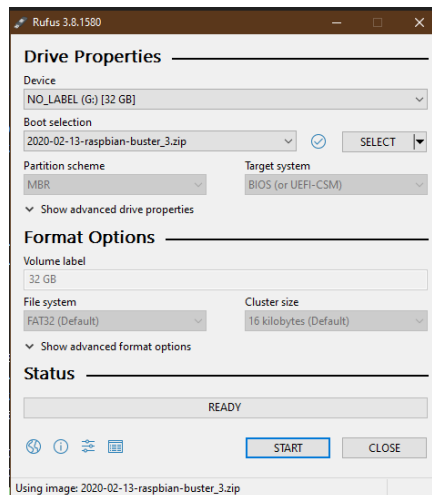 Rufus 3.8.1580
Drive Properties
Device
NO_LABEL (G:) [32 GB]
Boot selection
2020-02-13-raspbian-buster_3.zip
SELECT
Partition scheme
Target system
MBR
BIOS (or UEFI-CSM)
Show advanced drive properties
Format Options
Volume label
32 GB
File system
Cluster size
FAT32 (Default)
16 kilobytes (Default)
Show advanced format options
Status
READY
START
CLOSE
Using image: 2020-02-13-raspbian-buster_3.zip